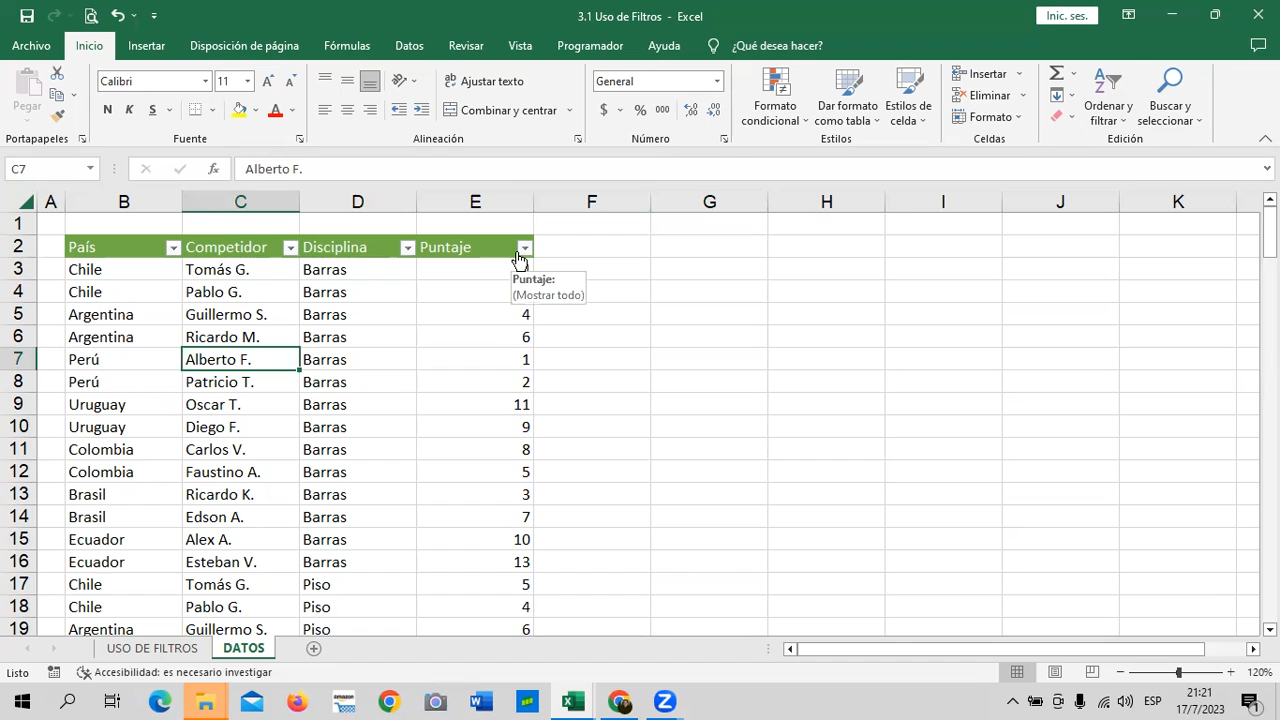 3.1 Uso de Filtros - Excel
Inic. ses.
Archivo Inicio Insertar Disposición de página Fórmulas Datos Revisar Vista Programador Ayuda ¿Qué desea hacer?
Pegar
Calibri 11
N K S
Ajustar texto
Combinar y centrar
General
$ % 000
Formato condicional
Dar formato como tabla
Estilos de celda
Insertar
Eliminar
Formato
Ordenar y filtrar
Buscar y seleccionar
Portapapeles Fuente Alineación Número Estilos Celdas Edición
C7 Alberto F.
A B C D E F G H I J K
1
2 País Competidor Disciplina Puntaje
3 Chile Tomás G. Barras
4 Chile Pablo G. Barras
Puntaje:
(Mostrar todo)
5 Argentina Guillermo S. Barras 4
6 Argentina Ricardo M. Barras 6
7 Perú Alberto F. Barras 1
8 Perú Patricio T. Barras 2
9 Uruguay Oscar T. Barras 11
10 Uruguay Diego F. Barras 9
11 Colombia Carlos V. Barras 8
12 Colombia Faustino A. Barras 5
13 Brasil Ricardo K. Barras 3
14 Brasil Edson A. Barras 7
15 Ecuador Alex A. Barras 10
16 Ecuador Esteban V. Barras 13
17 Chile Tomás G. Piso 5
18 Chile Pablo G. Piso 4
19 Argentina Guillermo S. Piso 6
USO DE FILTROS DATOS
Listo Accesibilidad: es necesario investigar 120%
ESP
21:21
17/7/2023